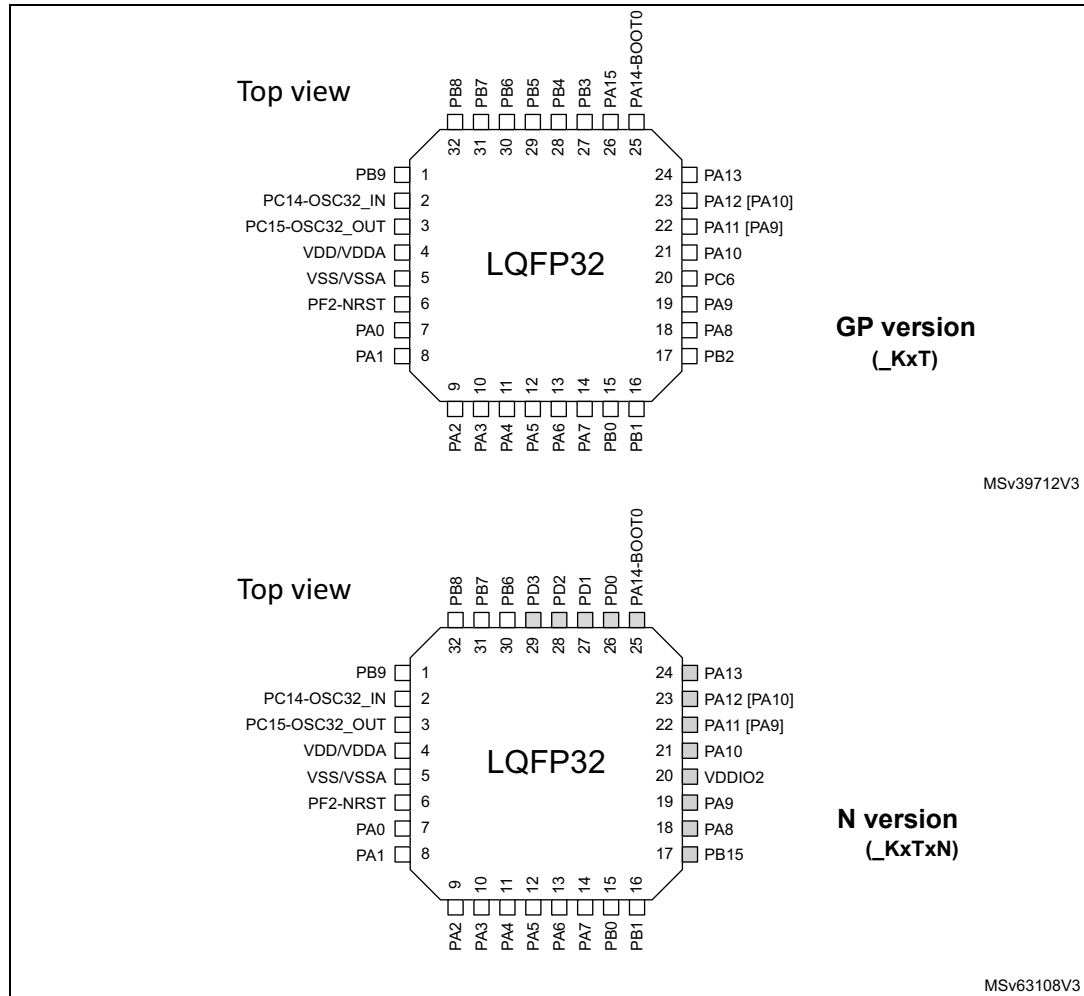 Top view
PB8
PB7
PB6
PB5
PB4
PB3
PA15
PA14-BOOT0
32
31
30
29
28
27
26
25
PB9 1
PC14-OSC32_IN 2
PC15-OSC32_OUT 3
VDD/VDDA 4
VSS/VSSA 5
PF2-NRST 6
PA0 7
PA1 8
LQFP32
24 PA13
23 PA12 [PA10]
22 PA11 [PA9]
21 PA10
20 PC6
19 PA9
18 PA8
17 PB2
9
10
11
12
13
14
15
16
PA2
PA3
PA4
PA5
PA6
PA7
PB0
PB1
GP version
(_KxT)
MSv39712V3
Top view
PB8
PB7
PB6
PD3
PD2
PD1
PD0
PA14-BOOT0
32
31
30
29
28
27
26
25
PB9 1
PC14-OSC32_IN 2
PC15-OSC32_OUT 3
VDD/VDDA 4
VSS/VSSA 5
PF2-NRST 6
PA0 7
PA1 8
LQFP32
24 PA13
23 PA12 [PA10]
22 PA11 [PA9]
21 PA10
20 VDDIO2
19 PA9
18 PA8
17 PB15
9
10
11
12
13
14
15
16
PA2
PA3
PA4
PA5
PA6
PA7
PB0
PB1
N version
(_KxTxN)
MSv63108V3